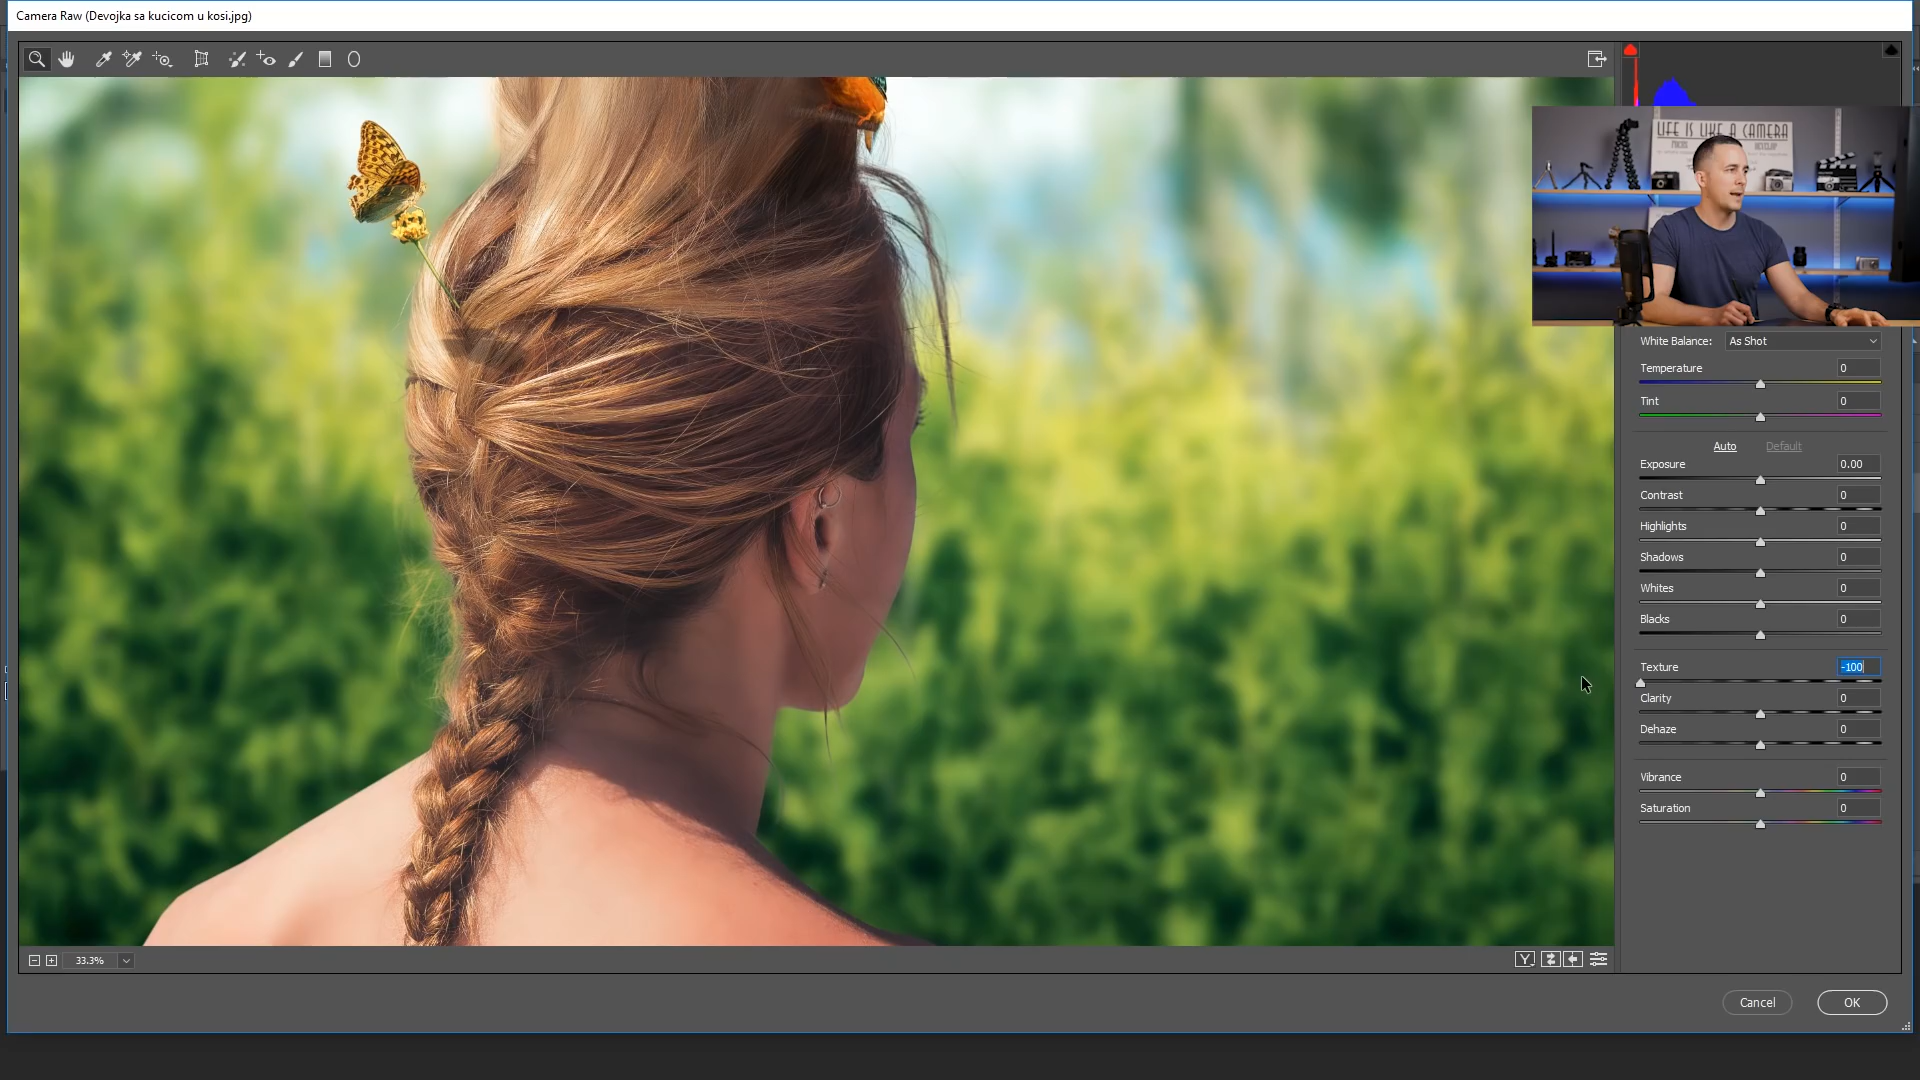 Camera Raw (Devojka sa kucicom u kosi.jpg)
LIFE IS LIKE A CAMERA
FOCUS
DEVELOP
White Balance: As Shot
Temperature 0
Tint 0
Auto Default
Exposure 0.00
Contrast 0
Highlights 0
Shadows 0
Whites 0
Blacks 0
Texture -100
Clarity 0
Dehaze 0
Vibrance 0
Saturation 0
33.3%
Y
Cancel OK